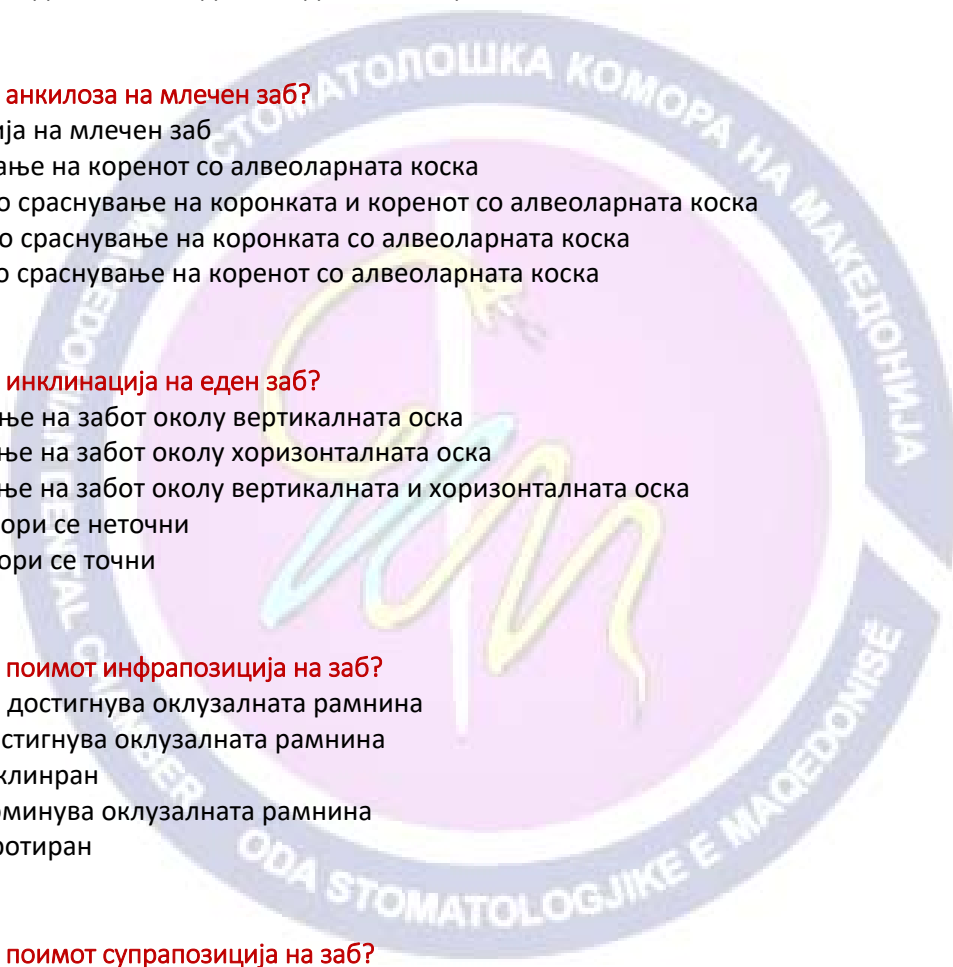 анкилоза на млечен заб?
ија на млечен заб
ање на коренот со алвеоларната коска
о сраснување на коронката и коренот со алвеоларната коска
о сраснување на коронката со алвеоларната коска
о сраснување на коренот со алвеоларната коска
инклинација на еден заб?
ње на забот околу вертикалната оска
ње на забот околу хоризонталната оска
ње на забот околу вертикалната и хоризонталната оска
ори се неточни
ори се точни
поимот инфрапозиција на заб?
достигнува оклузалната рамнина
стигнува оклузалната рамнина
клинран
оминува оклузалната рамнина
ротиран
поимот супрапозиција на заб?
СТОМАТОЛОШКА КОМОРА НА МАКЕДОНИЈА
MACEDONIAN DENTAL CHAMBER
ODA STOMATOLOGJIKE E MAQEDONISË